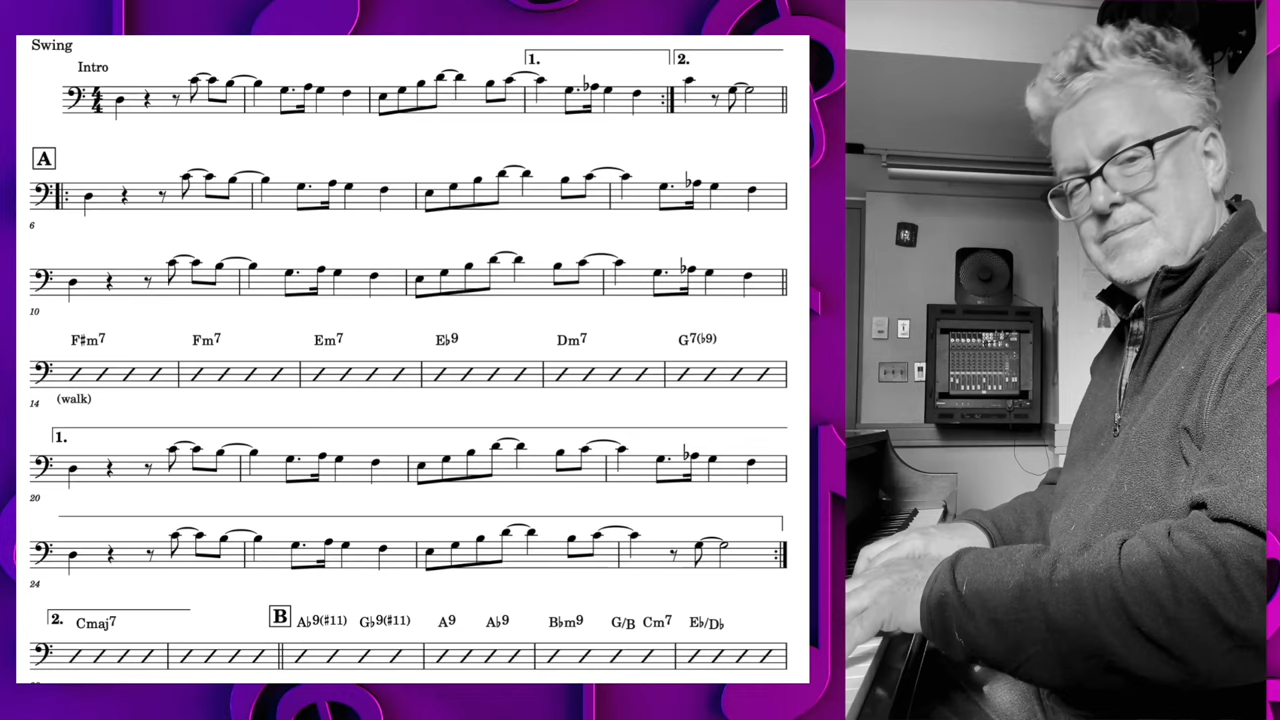 Swing
Intro
1. 2.
A
6
10
F♯m7 Fm7 Em7 E♭9 Dm7 G7(♭9)
14 (walk)
1.
20
24
2. Cmaj7 B A♭9(♯11) G♭9(♯11) A9 A♭9 B♭m9 G/B Cm7 E♭/D♭